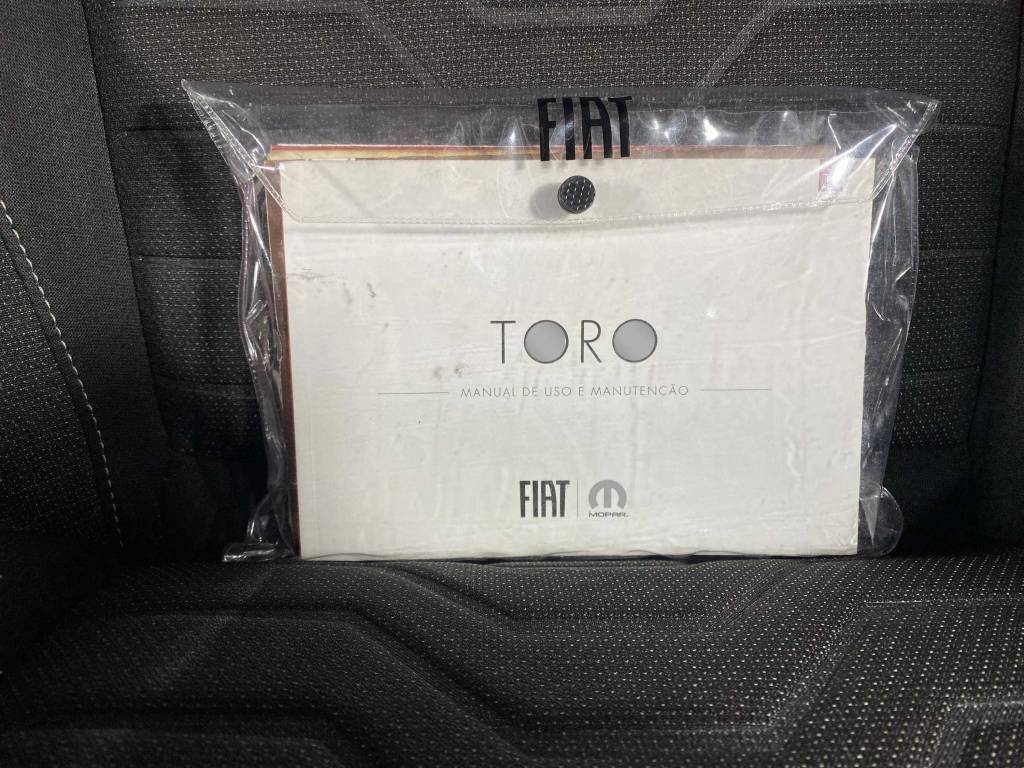 FIAT
TORO
MANUAL DE USO E MANUTENÇÃO
FIAT MOPAR.